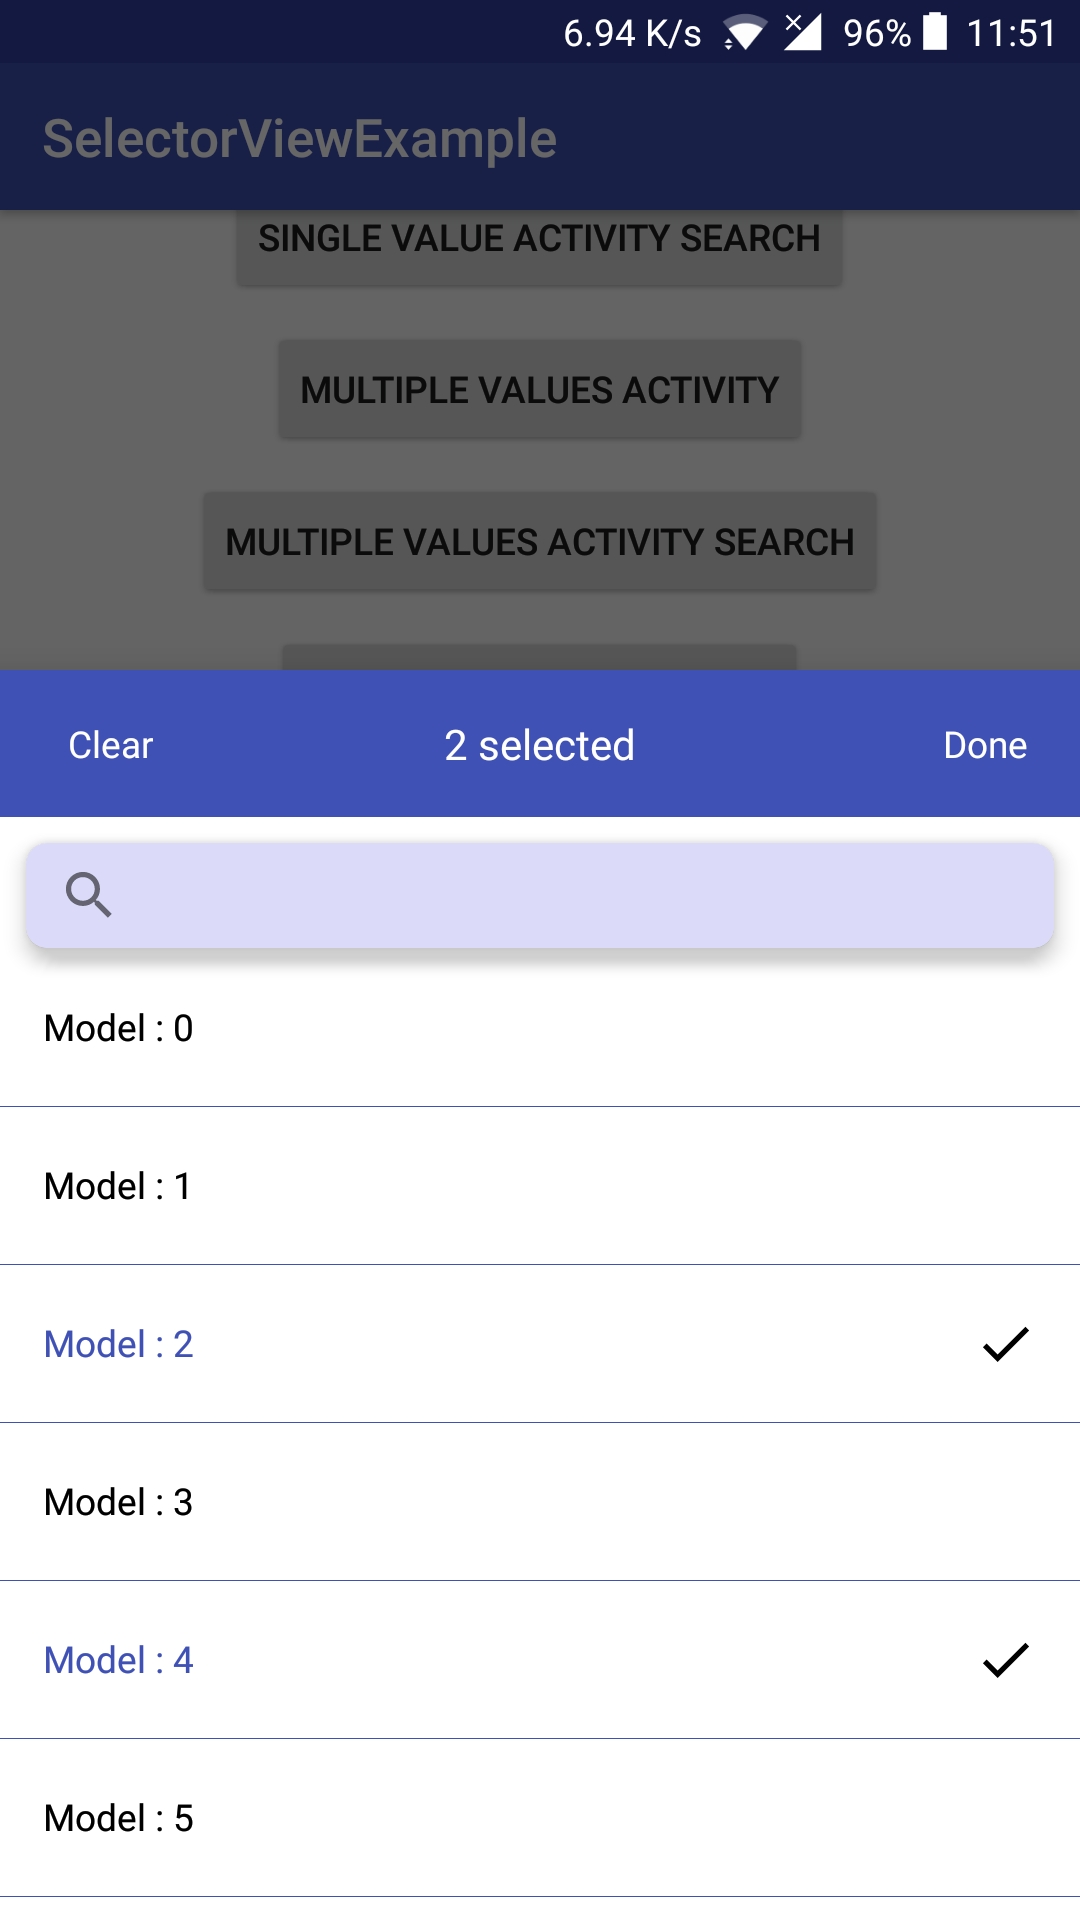 6.94 K/s 96% 11:51
SelectorViewExample
SINGLE VALUE ACTIVITY SEARCH
MULTIPLE VALUES ACTIVITY
MULTIPLE VALUES ACTIVITY SEARCH
Clear 2 selected Done
Model : 0
Model : 1
Model : 2
Model : 3
Model : 4
Model : 5